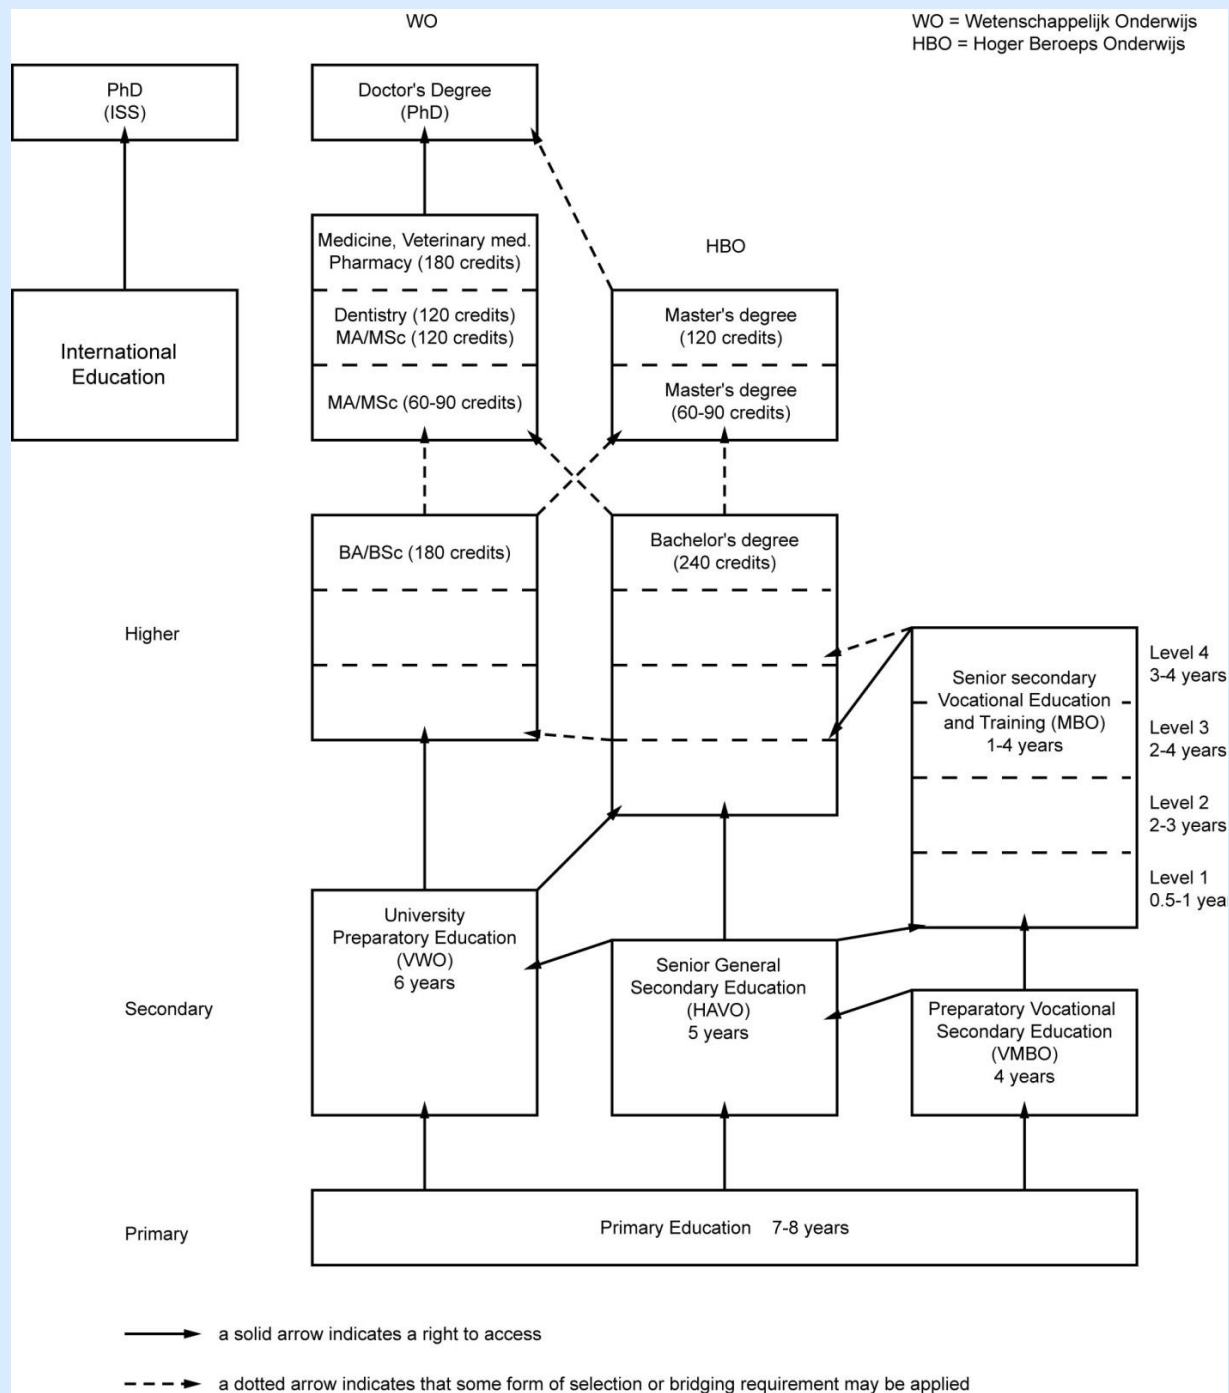 WO
WO = Wetenschappelijk Onderwijs
HBO = Hoger Beroeps Onderwijs
PhD
(ISS)
Doctor's Degree
(PhD)
Medicine, Veterinary med.
Pharmacy (180 credits)
HBO
Dentistry (120 credits)
MA/MSc (120 credits)
Master's degree
(120 credits)
International
Education
MA/MSc (60-90 credits)
Master's degree
(60-90 credits)
BA/BSc (180 credits)
Bachelor's degree
(240 credits)
Higher
Senior secondary
Vocational Education
and Training (MBO)
1-4 years
Level 4
3-4 years
Level 3
2-4 years
Level 2
2-3 years
Level 1
0.5-1 yea
University
Preparatory Education
(VWO)
6 years
Secondary
Senior General
Secondary Education
(HAVO)
5 years
Preparatory Vocational
Secondary Education
(VMBO)
4 years
Primary
Primary Education 7-8 years
a solid arrow indicates a right to access
a dotted arrow indicates that some form of selection or bridging requirement may be applied